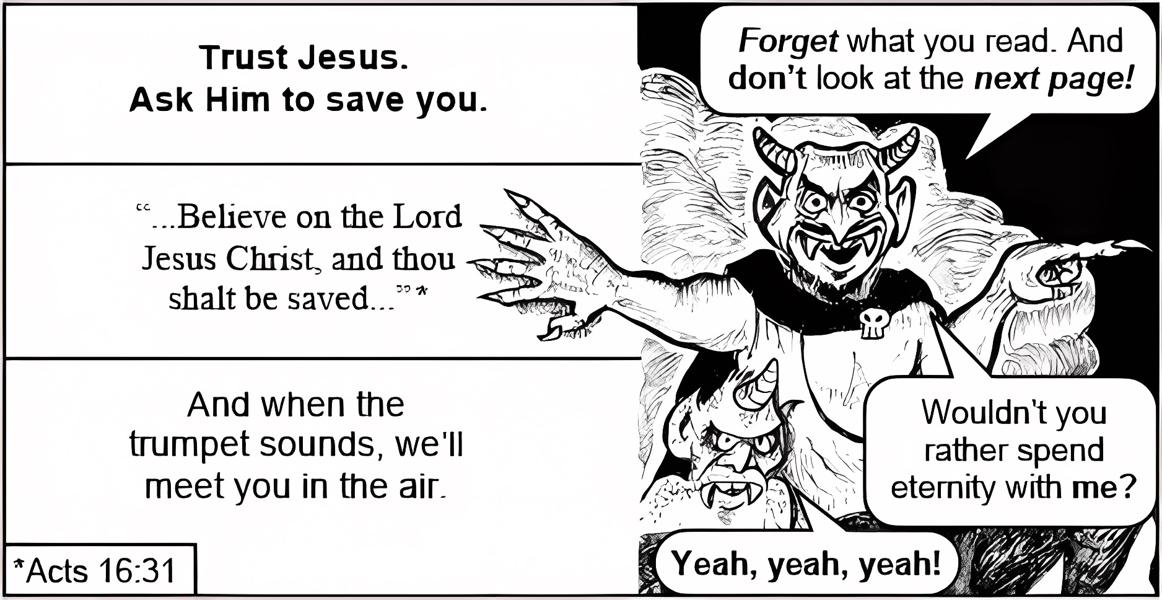 Trust Jesus.
Ask Him to save you.
“...Believe on the Lord
Jesus Christ, and thou
shalt be saved...”*
And when the
trumpet sounds, we'll
meet you in the air.
*Acts 16:31
Forget what you read. And
don't look at the next page!
Wouldn't you
rather spend
eternity with me?
Yeah, yeah, yeah!